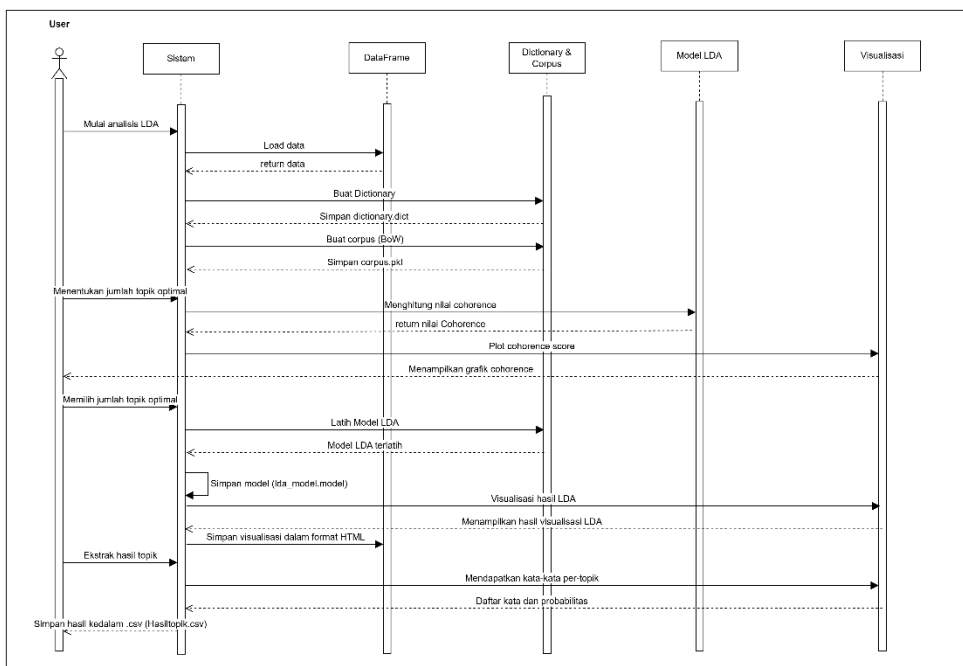 User
Sistem
DataFrame
Dictionary &
Corpus
Model LDA
Visualisasi
Mulai analisis LDA
Load data
return data
Buat Dictionary
Simpan dictionary.dict
Buat corpus (BoW)
Simpan corpus.pkl
Menentukan jumlah topik optimal
Menghitung nilai cohorence
return nilai Cohorence
Plot cohorence score
Menampilkan grafik cohorence
Memilih jumlah topik optimal
Latih Model LDA
Model LDA terlatih
Simpan model (lda_model.model)
Visualisasi hasil LDA
Menampilkan hasil visualisasi LDA
Simpan visualisasi dalam format HTML
Ekstrak hasil topik
Mendapatkan kata-kata per-topik
Daftar kata dan probabilitas
Simpan hasil kedalam .csv (Hasiltopik.csv)